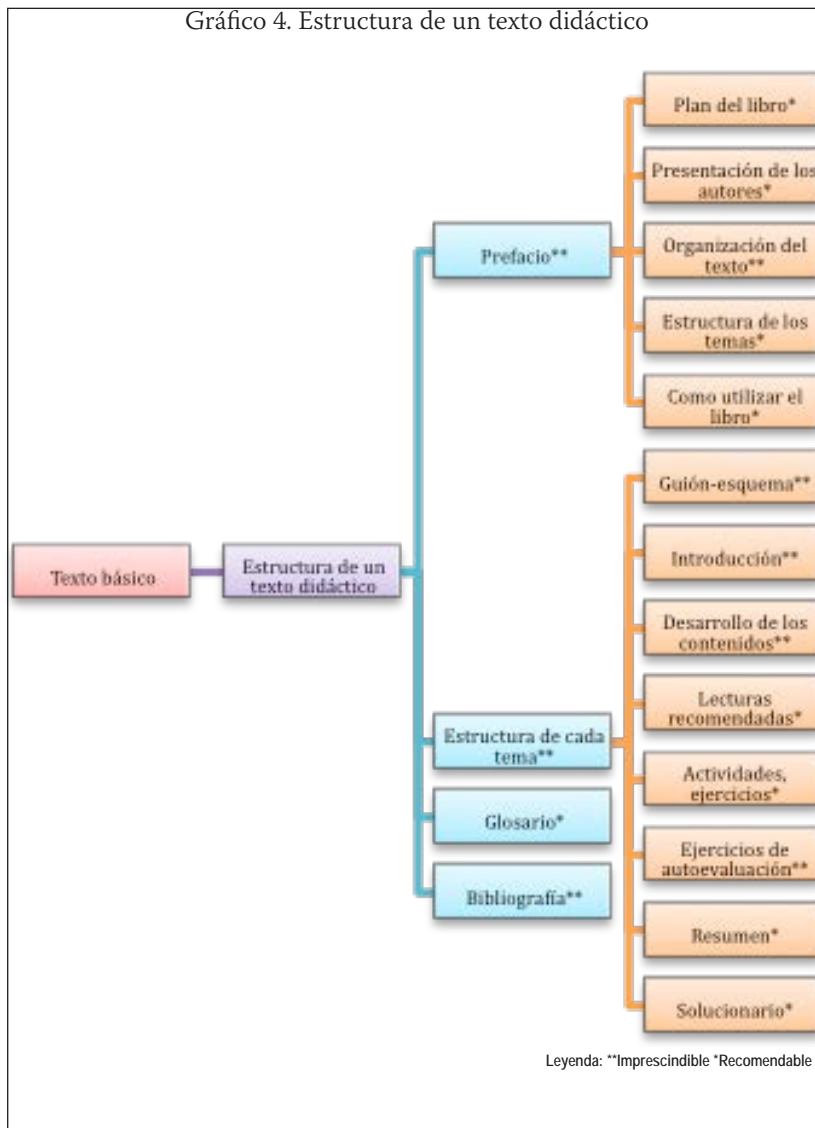 Gráfico 4. Estructura de un texto didáctico
Texto básico
Estructura de un
texto didáctico
Prefacio**
Plan del libro*
Presentación de los
autores*
Organización del
texto**
Estructura de los
temas*
Como utilizar el
libro*
Estructura de cada
tema**
Guión-esquema**
Introducción**
Desarrollo de los
contenidos**
Lecturas
recomendadas*
Actividades,
ejercicios*
Ejercicios de
autoevaluación**
Resumen*
Solucionario*
Glosario*
Bibliografía**
Leyenda: **Imprescindible *Recomendable